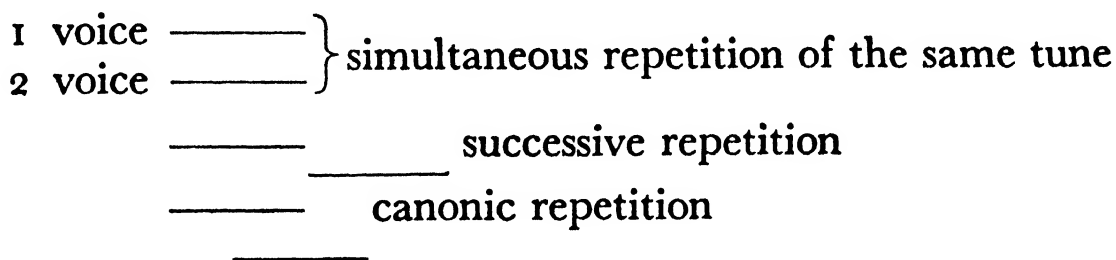 1 voice
simultaneous repetition of the same tune
2 voice
successive repetition
canonic repetition